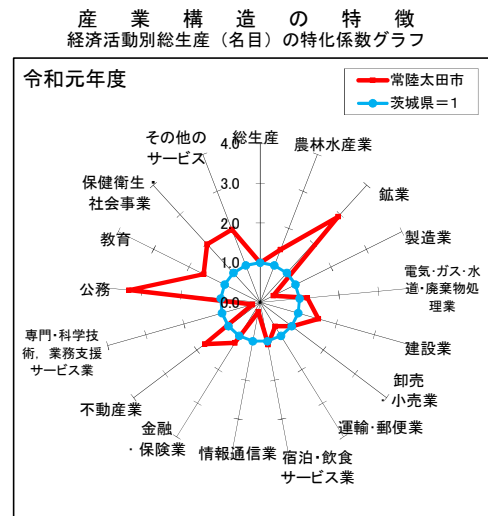 産業構造の特徴
経済活動別総生産（名目）の特化係数グラフ
令和元年度
常陸太田市
茨城県＝1
4.0
3.0
2.0
1.0
0.0
総生産
農林水産業
鉱業
製造業
電気・ガス・水
道・廃棄物処
理業
建設業
卸売
・小売業
運輸・郵便業
宿泊・飲食
サービス業
情報通信業
金融
・保険業
不動産業
専門・科学技
術，業務支援
サービス業
公務
教育
保健衛生・
社会事業
その他の
サービス